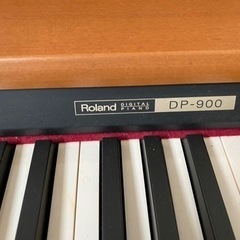 Roland DIGITAL PIANO DP-900